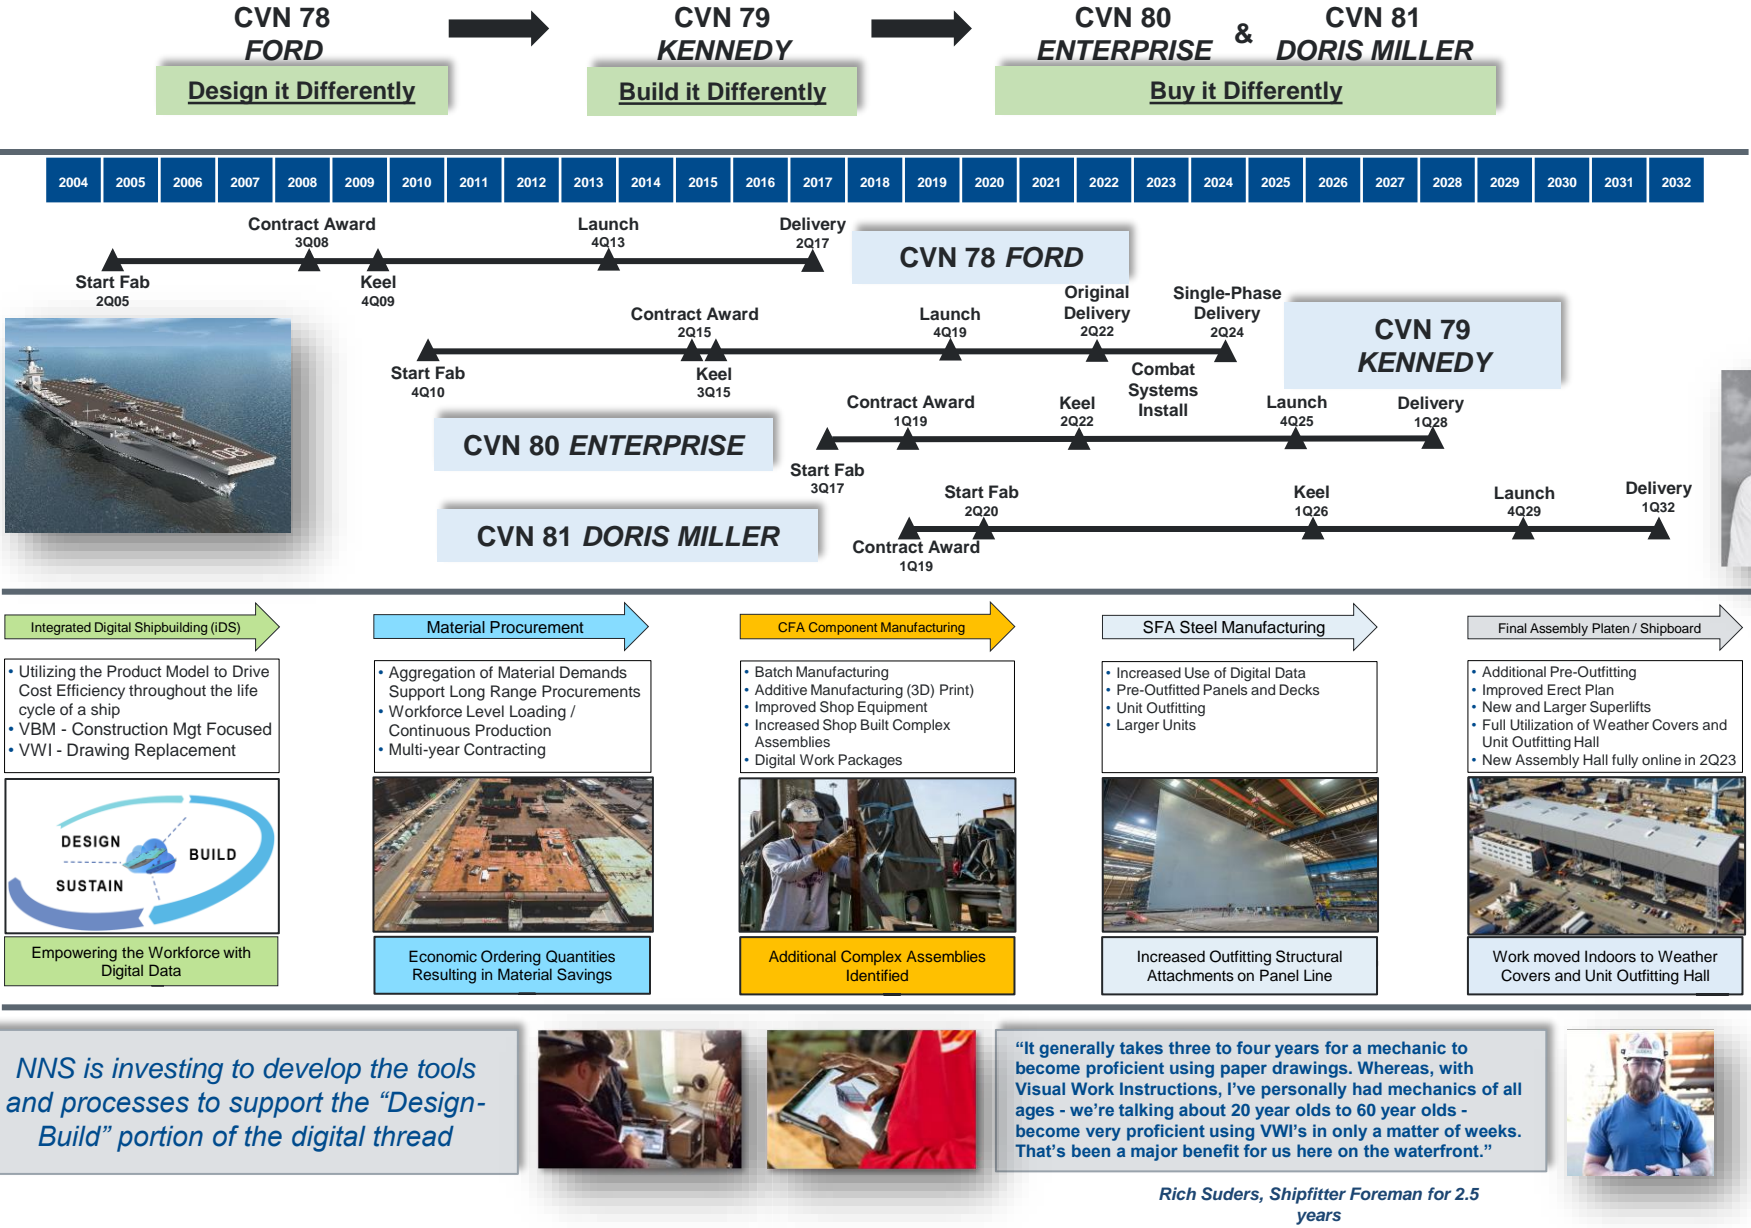 CVN 78
FORD
Design it Differently
CVN 79
KENNEDY
Build it Differently
CVN 80
ENTERPRISE
&
CVN 81
DORIS MILLER
Buy it Differently
2004 2005 2006 2007 2008 2009 2010 2011 2012 2013 2014 2015 2016 2017 2018 2019 2020 2021 2022 2023 2024 2025 2026 2027 2028 2029 2030 2031 2032
Start Fab
2Q05
Contract Award
3Q08
Keel
4Q09
Launch
4Q13
Delivery
2Q17
CVN 78 FORD
Start Fab
4Q10
Contract Award
2Q15
Keel
3Q15
Launch
4Q19
Original
Delivery
2Q22
Combat
Systems
Install
Single-Phase
Delivery
2Q24
CVN 79
KENNEDY
CVN 80 ENTERPRISE
Start Fab
3Q17
Contract Award
1Q19
Keel
2Q22
Launch
4Q25
Delivery
1Q28
CVN 81 DORIS MILLER
Contract Award
1Q19
Start Fab
2Q20
Keel
1Q26
Launch
4Q29
Delivery
1Q32
Integrated Digital Shipbuilding (iDS)
• Utilizing the Product Model to Drive
Cost Efficiency throughout the life
cycle of a ship
• VBM - Construction Mgt Focused
• VWI - Drawing Replacement
DESIGN
BUILD
SUSTAIN
Empowering the Workforce with
Digital Data
Material Procurement
• Aggregation of Material Demands
Support Long Range Procurements
• Workforce Level Loading /
Continuous Production
• Multi-year Contracting
Economic Ordering Quantities
Resulting in Material Savings
CFA Component Manufacturing
• Batch Manufacturing
• Additive Manufacturing (3D) Print)
• Improved Shop Equipment
• Increased Shop Built Complex
Assemblies
• Digital Work Packages
Additional Complex Assemblies
Identified
SFA Steel Manufacturing
• Increased Use of Digital Data
• Pre-Outfitted Panels and Decks
• Unit Outfitting
• Larger Units
Increased Outfitting Structural
Attachments on Panel Line
Final Assembly Platen / Shipboard
• Additional Pre-Outfitting
• Improved Erect Plan
• New and Larger Superlifts
• Full Utilization of Weather Covers and
Unit Outfitting Hall
• New Assembly Hall fully online in 2Q23
Work moved Indoors to Weather
Covers and Unit Outfitting Hall
NNS is investing to develop the tools
and processes to support the “Design-
Build” portion of the digital thread
“It generally takes three to four years for a mechanic to
become proficient using paper drawings. Whereas, with
Visual Work Instructions, I’ve personally had mechanics of all
ages - we’re talking about 20 year olds to 60 year olds -
become very proficient using VWI’s in only a matter of weeks.
That’s been a major benefit for us here on the waterfront.”
Rich Suders, Shipfitter Foreman for 2.5
years